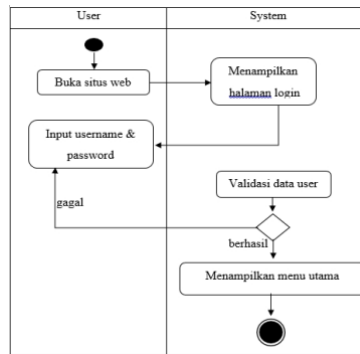 User
System
Buka situs web
Menampilkan
halaman login
Input username &
password
Validasi data user
gagal
berhasil
Menampilkan menu utama